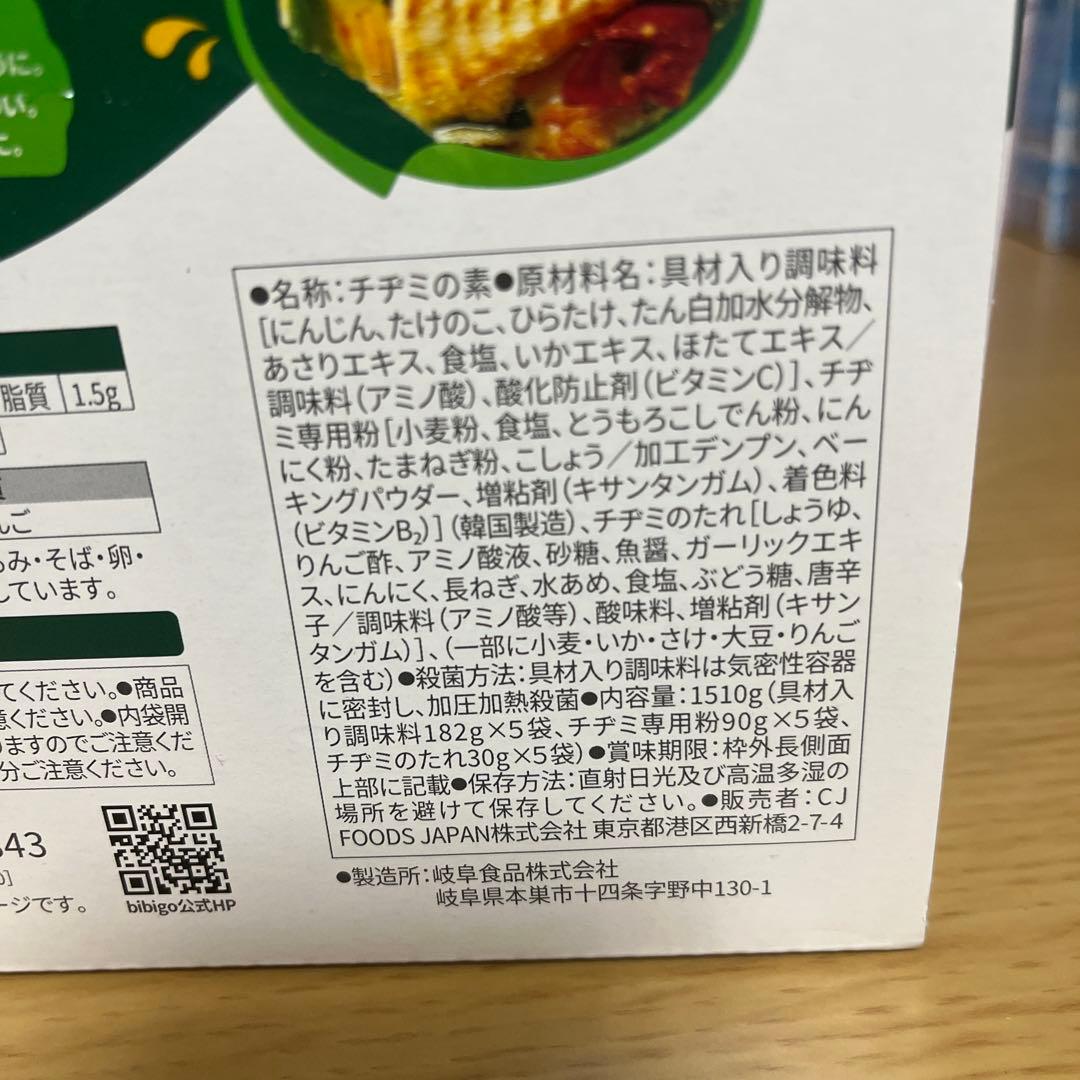 に。
い。
こ。
脂質 1.5g
んご
み・そば・卵・
しています。
てください。●商品
意ください。●内袋開
りますのでご注意くだ
分ご注意ください。
343
0]
ージです。
bibigo公式HP
●名称：チヂミの素●原材料名：具材入り調味料
[にんじん、たけのこ、ひらたけ、たん白加水分解物、
あさりエキス、食塩、いかエキス、ほたてエキス／
調味料（アミノ酸）、酸化防止剤（ビタミンC）]、チヂ
ミ専用粉[小麦粉、食塩、とうもろこしでん粉、にん
にく粉、たまねぎ粉、こしょう／加工デンプン、ベー
キングパウダー、増粘剤（キサンタンガム）、着色料
（ビタミンB₂）]（韓国製造）、チヂミのたれ[しょうゆ、
りんご酢、アミノ酸液、砂糖、魚醤、ガーリックエキ
ス、にんにく、長ねぎ、水あめ、食塩、ぶどう糖、唐辛
子／調味料（アミノ酸等）、酸味料、増粘剤（キサン
タンガム）]、（一部に小麦・いか・さけ・大豆・りんご
を含む）●殺菌方法：具材入り調味料は気密性容器
に密封し、加圧加熱殺菌●内容量：1510g（具材入
り調味料182g×5袋、チヂミ専用粉90g×5袋、
チヂミのたれ30g×5袋）●賞味期限：枠外長側面
上部に記載●保存方法：直射日光及び高温多湿の
場所を避けて保存してください。●販売者：CJ
FOODS JAPAN株式会社 東京都港区西新橋2-7-4
●製造所：岐阜食品株式会社
岐阜県本巣市十四条字野中130-1